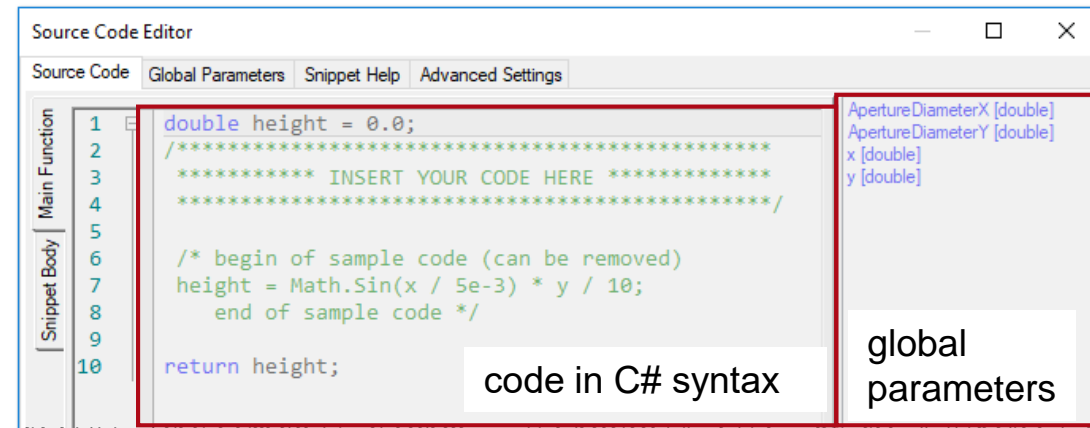 Source Code Editor
Source Code Global Parameters Snippet Help Advanced Settings
Main Function
Snippet Body
1 double height = 0.0;
2 /***********************************************
3 *********** INSERT YOUR CODE HERE *************
4 ***********************************************/
5
6 /* begin of sample code (can be removed)
7 height = Math.Sin(x / 5e-3) * y / 10;
8 end of sample code */
9
10 return height;
ApertureDiameterX [double]
ApertureDiameterY [double]
x [double]
y [double]
code in C# syntax
global
parameters